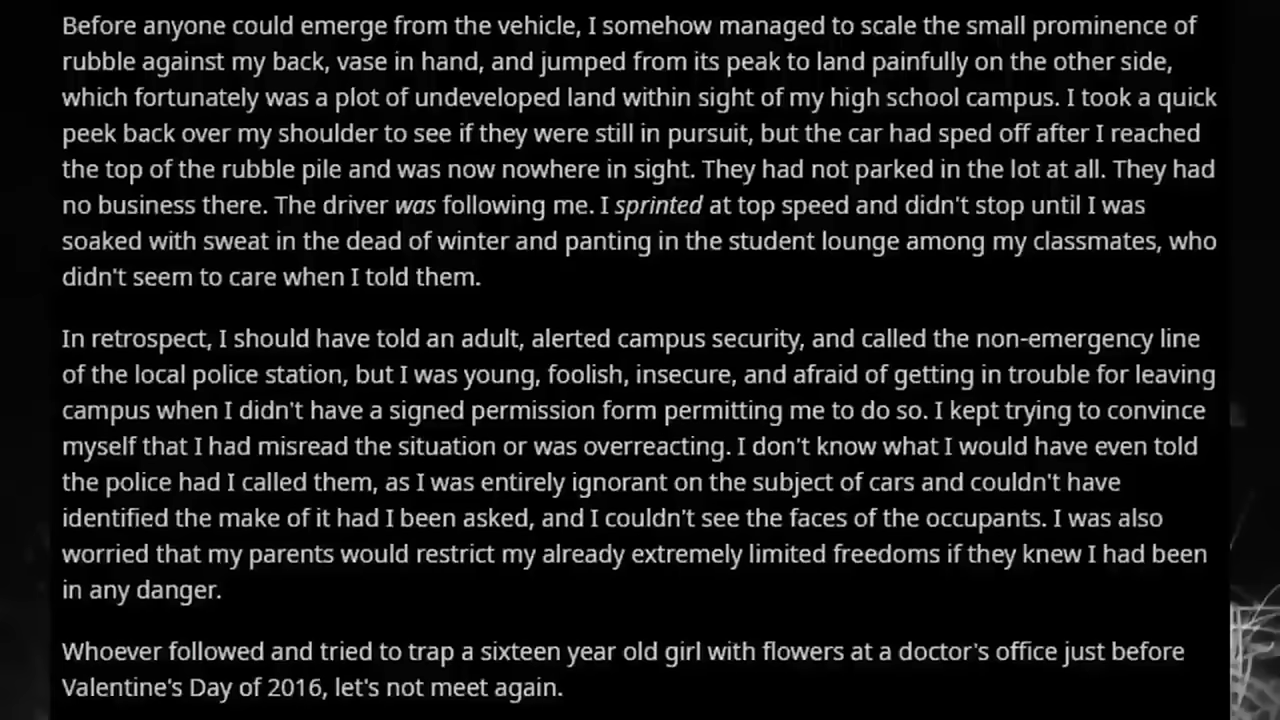 Before anyone could emerge from the vehicle, I somehow managed to scale the small prominence of
rubble against my back, vase in hand, and jumped from its peak to land painfully on the other side,
which fortunately was a plot of undeveloped land within sight of my high school campus. I took a quick
peek back over my shoulder to see if they were still in pursuit, but the car had sped off after I reached
the top of the rubble pile and was now nowhere in sight. They had not parked in the lot at all. They had
no business there. The driver was following me. I sprinted at top speed and didn't stop until I was
soaked with sweat in the dead of winter and panting in the student lounge among my classmates, who
didn't seem to care when I told them.
In retrospect, I should have told an adult, alerted campus security, and called the non-emergency line
of the local police station, but I was young, foolish, insecure, and afraid of getting in trouble for leaving
campus when I didn't have a signed permission form permitting me to do so. I kept trying to convince
myself that I had misread the situation or was overreacting. I don't know what I would have even told
the police had I called them, as I was entirely ignorant on the subject of cars and couldn't have
identified the make of it had I been asked, and I couldn't see the faces of the occupants. I was also
worried that my parents would restrict my already extremely limited freedoms if they knew I had been
in any danger.
Whoever followed and tried to trap a sixteen year old girl with flowers at a doctor's office just before
Valentine's Day of 2016, let's not meet again.